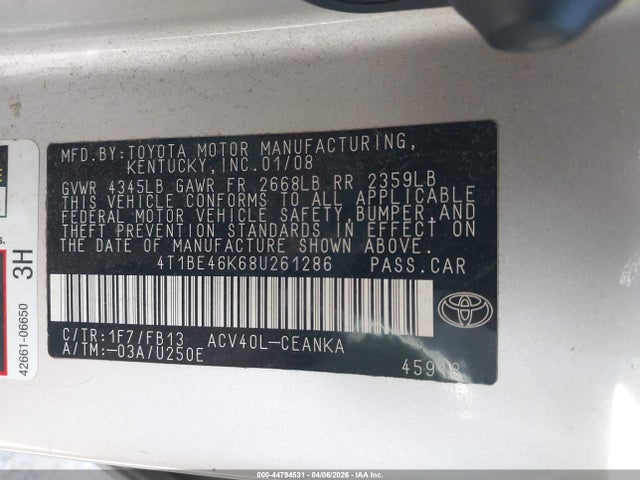 MFD.BY:TOYOTA MOTOR MANUFACTURING,
KENTUCKY,INC.01/08
GVWR 4345LB GAWR FR 2668LB RR 2359LB
THIS VEHICLE CONFORMS TO ALL APPLICABLE
FEDERAL MOTOR VEHICLE SAFETY,BUMPER,AND
THEFT PREVENTION STANDARDS IN EFFECT ON
THE DATE OF MANUFACTURE SHOWN ABOVE.
4T1BE46K68U261286 PASS.CAR
C/TR:1F7/FB13 ACV40L-CEANKA
A/TM:-03A/U250E
TOYOTA
3H
42661-06650
000-44794531 - 04/06/2026 - IAAI.COM